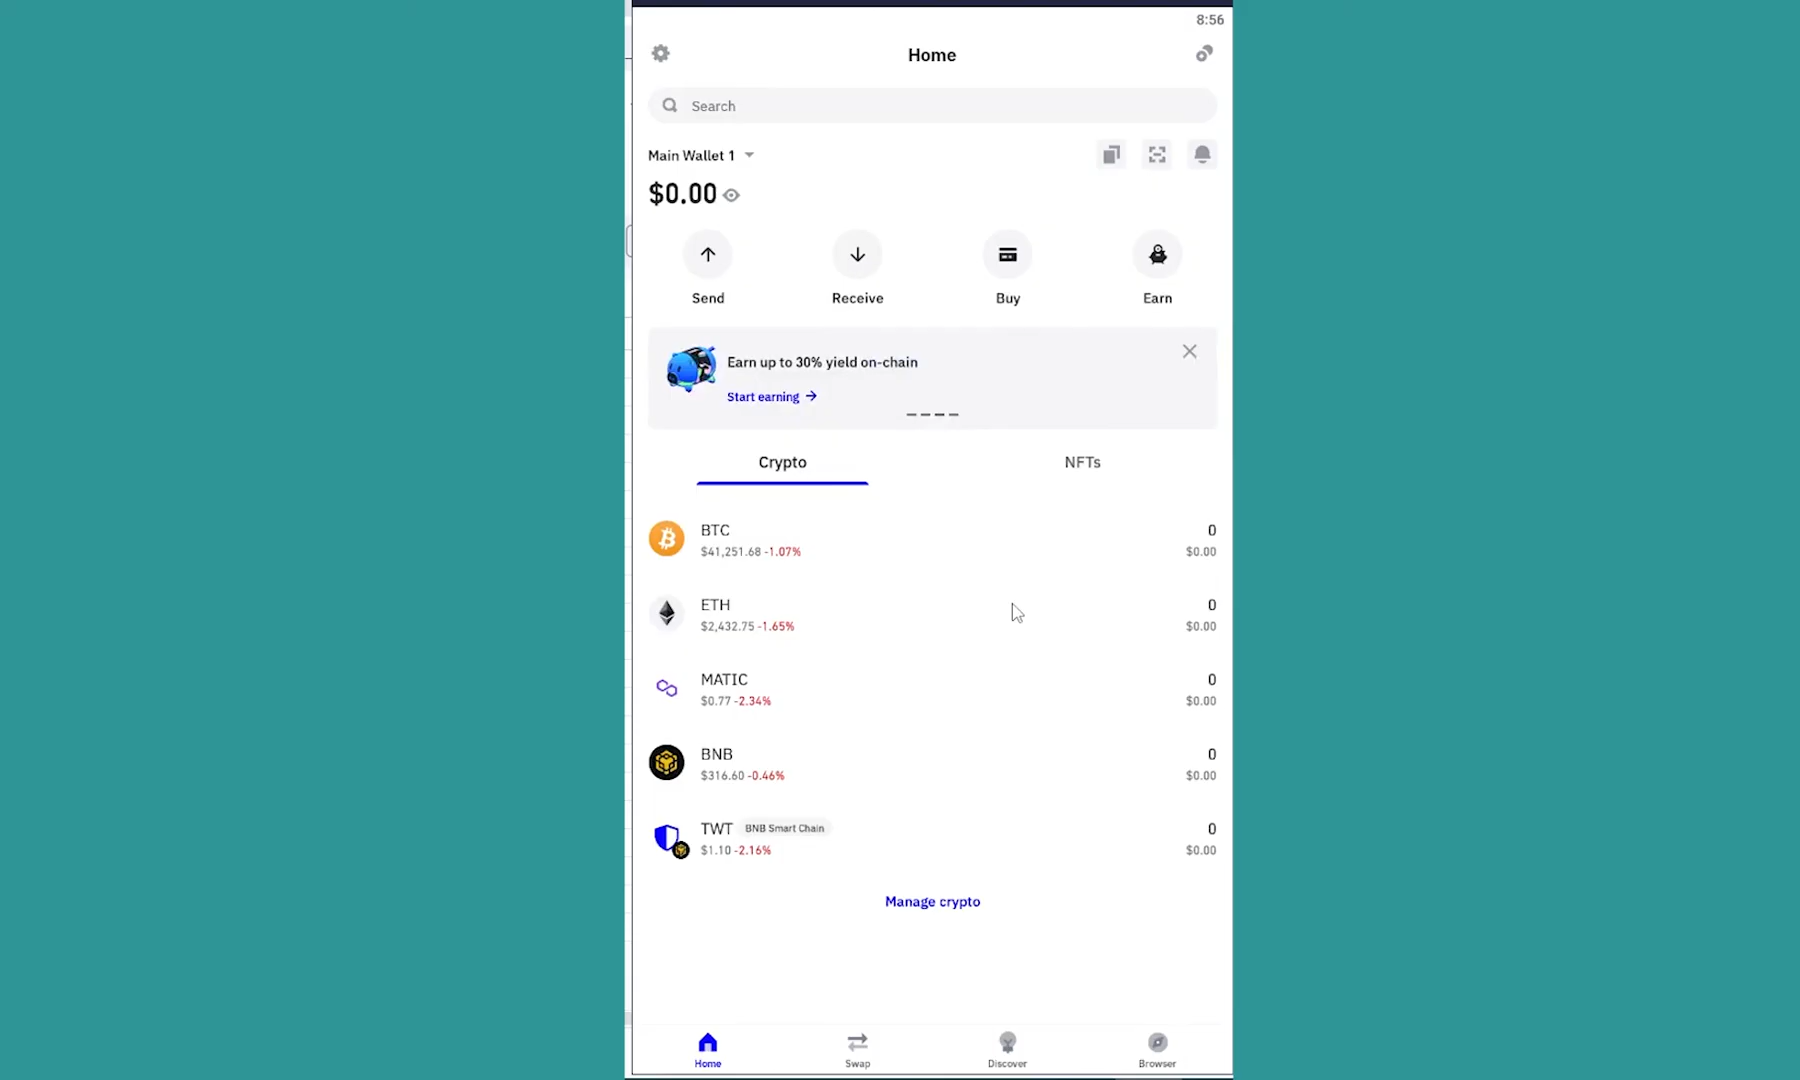 8:56
Home
Search
Main Wallet 1
$0.00
Send
Receive
Buy
Earn
Earn up to 30% yield on-chain
Start earning →
Crypto
NFTs
BTC
0
$41,251.68 -1.07%
$0.00
ETH
0
$2,432.75 -1.65%
$0.00
MATIC
0
$0.77 -2.34%
$0.00
BNB
0
$316.60 -0.46%
$0.00
TWT BNB Smart Chain
0
$1.10 -2.16%
$0.00
Manage crypto
Home
Swap
Discover
Browser